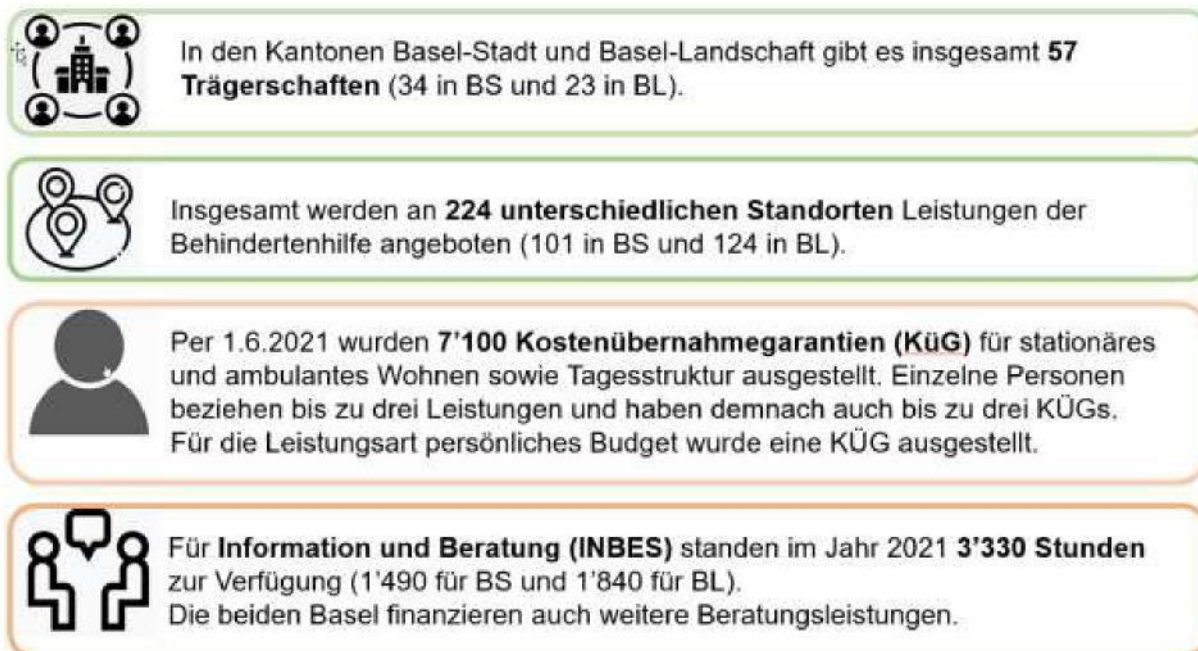 In den Kantonen Basel-Stadt und Basel-Landschaft gibt es insgesamt 57
Trägerschaften (34 in BS und 23 in BL).
Insgesamt werden an 224 unterschiedlichen Standorten Leistungen der
Behindertenhilfe angeboten (101 in BS und 124 in BL).
Per 1.6.2021 wurden 7'100 Kostenübernahmegarantien (KüG) für stationäres
und ambulantes Wohnen sowie Tagesstruktur ausgestellt. Einzelne Personen
beziehen bis zu drei Leistungen und haben demnach auch bis zu drei KÜGs.
Für die Leistungsart persönliches Budget wurde eine KÜG ausgestellt.
Für Information und Beratung (INBES) standen im Jahr 2021 3'330 Stunden
zur Verfügung (1'490 für BS und 1'840 für BL).
Die beiden Basel finanzieren auch weitere Beratungsleistungen.